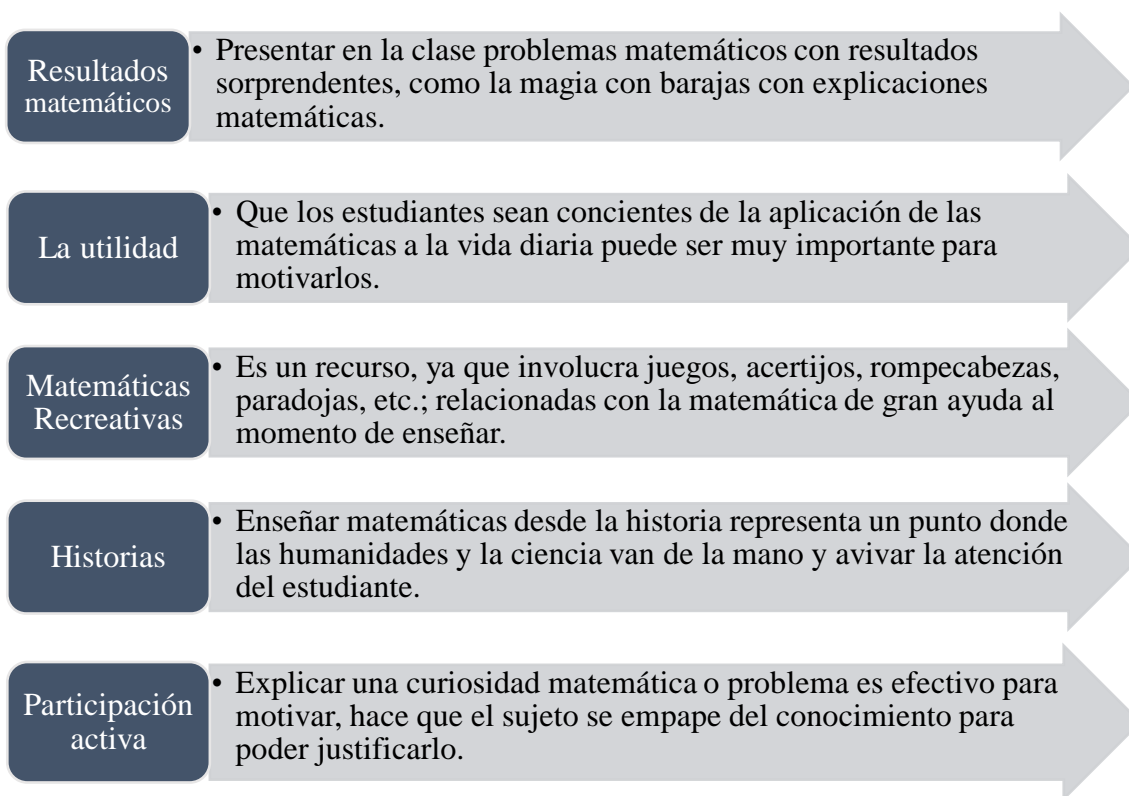 Resultados
matemáticos
• Presentar en la clase problemas matemáticos con resultados
sorprendentes, como la magia con barajas con explicaciones
matemáticas.
La utilidad
• Que los estudiantes sean concientes de la aplicación de las
matemáticas a la vida diaria puede ser muy importante para
motivarlos.
Matemáticas
Recreativas
• Es un recurso, ya que involucra juegos, acertijos, rompecabezas,
paradojas, etc.; relacionadas con la matemática de gran ayuda al
momento de enseñar.
Historias
• Enseñar matemáticas desde la historia representa un punto donde
las humanidades y la ciencia van de la mano y avivar la atención
del estudiante.
Participación
activa
• Explicar una curiosidad matemática o problema es efectivo para
motivar, hace que el sujeto se empape del conocimiento para
poder justificarlo.